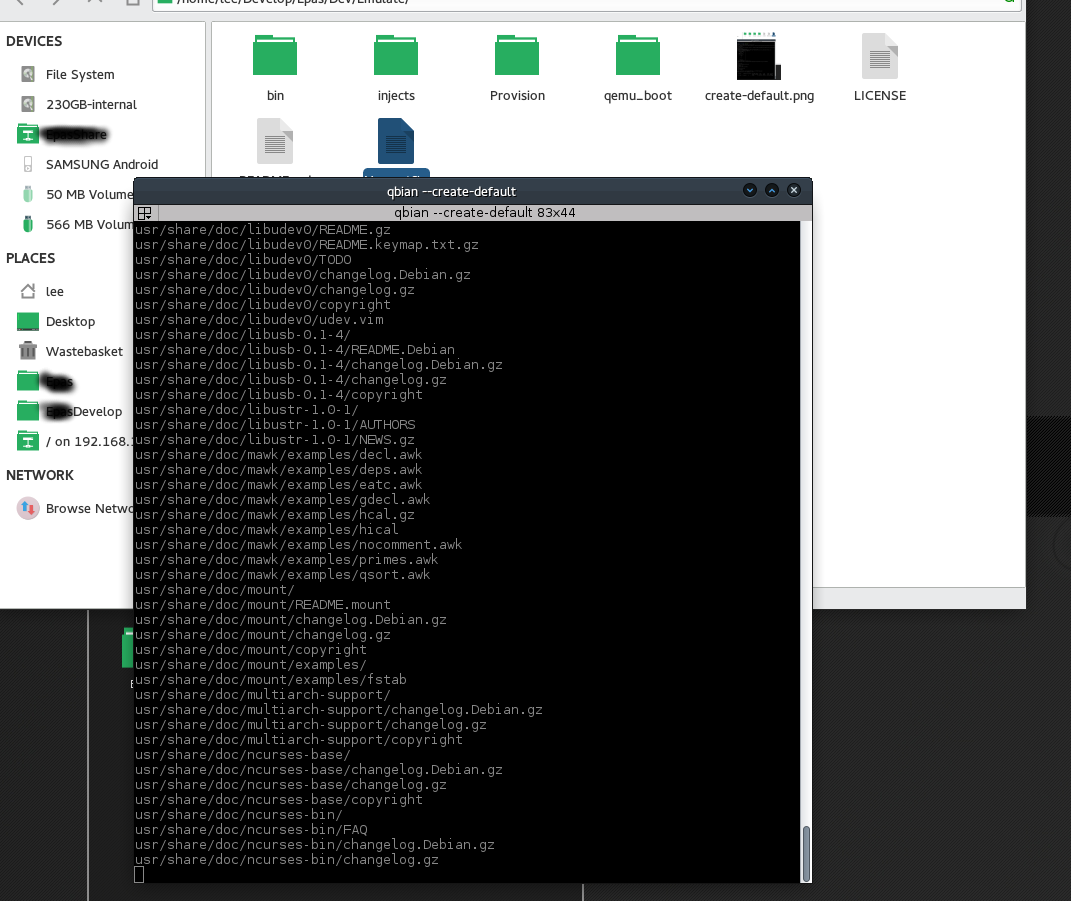 /home/lee/Develop/Epas/Dev/Emulate/
DEVICES
File System
230GB-internal
EpasShare
SAMSUNG Android
50 MB Volume
566 MB Volum
PLACES
lee
Desktop
Wastebasket
Epas
EpasDevelop
/ on 192.168.
NETWORK
Browse Netwo
bin
injects
Provision
qemu_boot
create-default.png
LICENSE
qbian --create-default
qbian --create-default 83x44
usr/share/doc/libudev0/README.gz
usr/share/doc/libudev0/README.keymap.txt.gz
usr/share/doc/libudev0/TODO
usr/share/doc/libudev0/changelog.Debian.gz
usr/share/doc/libudev0/changelog.gz
usr/share/doc/libudev0/copyright
usr/share/doc/libudev0/udev.vim
usr/share/doc/libusb-0.1-4/
usr/share/doc/libusb-0.1-4/README.Debian
usr/share/doc/libusb-0.1-4/changelog.Debian.gz
usr/share/doc/libusb-0.1-4/changelog.gz
usr/share/doc/libusb-0.1-4/copyright
usr/share/doc/libustr-1.0-1/
usr/share/doc/libustr-1.0-1/AUTHORS
usr/share/doc/libustr-1.0-1/NEWS.gz
usr/share/doc/mawk/examples/decl.awk
usr/share/doc/mawk/examples/deps.awk
usr/share/doc/mawk/examples/eatc.awk
usr/share/doc/mawk/examples/gdecl.awk
usr/share/doc/mawk/examples/hcal.gz
usr/share/doc/mawk/examples/hical
usr/share/doc/mawk/examples/nocomment.awk
usr/share/doc/mawk/examples/primes.awk
usr/share/doc/mawk/examples/qsort.awk
usr/share/doc/mount/
usr/share/doc/mount/README.mount
usr/share/doc/mount/changelog.Debian.gz
usr/share/doc/mount/changelog.gz
usr/share/doc/mount/copyright
usr/share/doc/mount/examples/
usr/share/doc/mount/examples/fstab
usr/share/doc/multiarch-support/
usr/share/doc/multiarch-support/changelog.Debian.gz
usr/share/doc/multiarch-support/changelog.gz
usr/share/doc/multiarch-support/copyright
usr/share/doc/ncurses-base/
usr/share/doc/ncurses-base/changelog.Debian.gz
usr/share/doc/ncurses-base/changelog.gz
usr/share/doc/ncurses-base/copyright
usr/share/doc/ncurses-bin/
usr/share/doc/ncurses-bin/FAQ
usr/share/doc/ncurses-bin/changelog.Debian.gz
usr/share/doc/ncurses-bin/changelog.gz